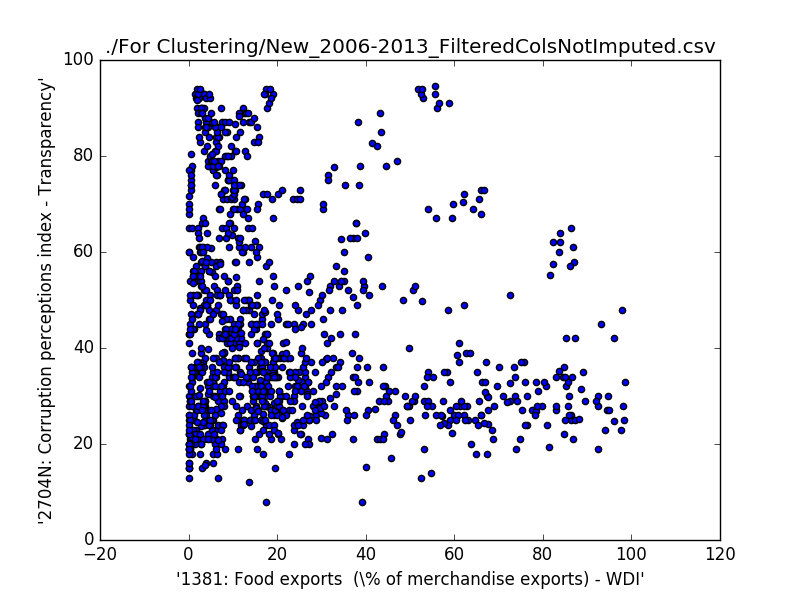 ./For Clustering/New_2006-2013_FilteredColsNotImputed.csv
100
80
60
40
20
0
'2704N: Corruption perceptions index - Transparency'
−20 0 20 40 60 80 100 120
'1381: Food exports  (\% of merchandise exports) - WDI'